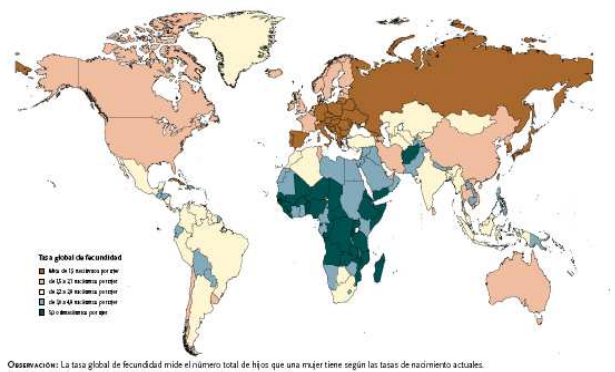 Tasa global de fecundidad
Menos de 1,5 nacimientos por mujer
de 1,5 a 2,1 nacimientos por mujer
de 2,2 a 2,9 nacimientos por mujer
de 3,0 a 4,9 nacimientos por mujer
5,0 o nacimientos por mujer
OBSERVACIÓN: La tasa global de fecundidad mide el número total de hijos que una mujer tiene según las tasas de nacimiento actuales.